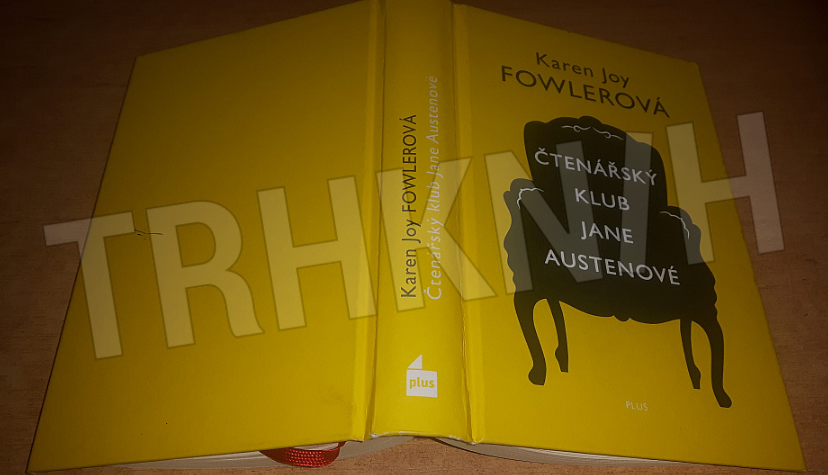 Karen Joy
FOWLEROVÁ
ČTENÁŘSKÝ
KLUB
JANE
AUSTENOVÉ
PLUS
Karen Joy FOWLEROVÁ
Čtenářský klub Jane Austenové
plus
TRHKNIH